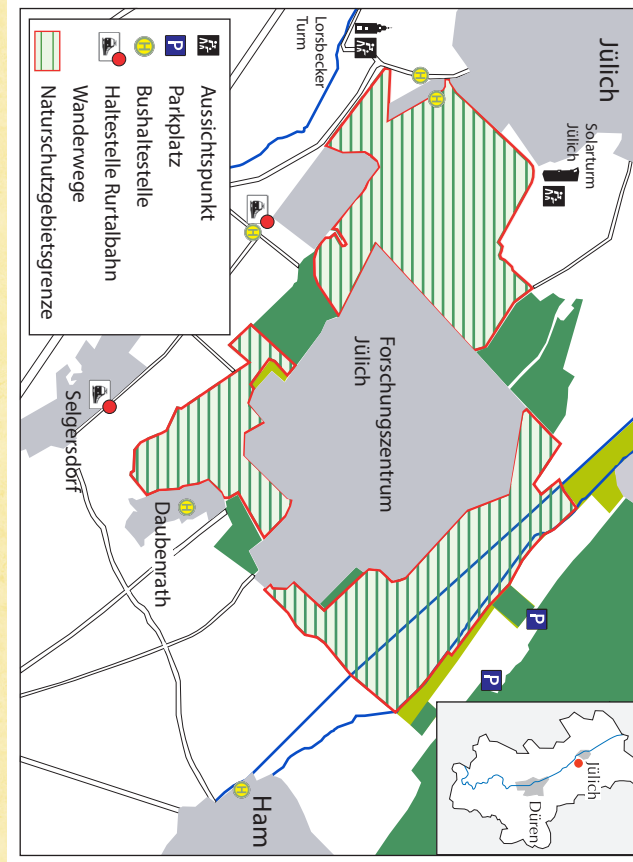 Jülich
Solarturm
Jülich
Lorsbecker
Turm
H
H
H
Forschungszentrum
Jülich
Selgersdorf
Daubenrath
H
P
P
Ham
H
Jülich
Düren
Aussichtspunkt
P Parkplatz
H Bushaltestelle
Haltestelle Rurtalbahn
Wanderwege
Naturschutzgebietsgrenze